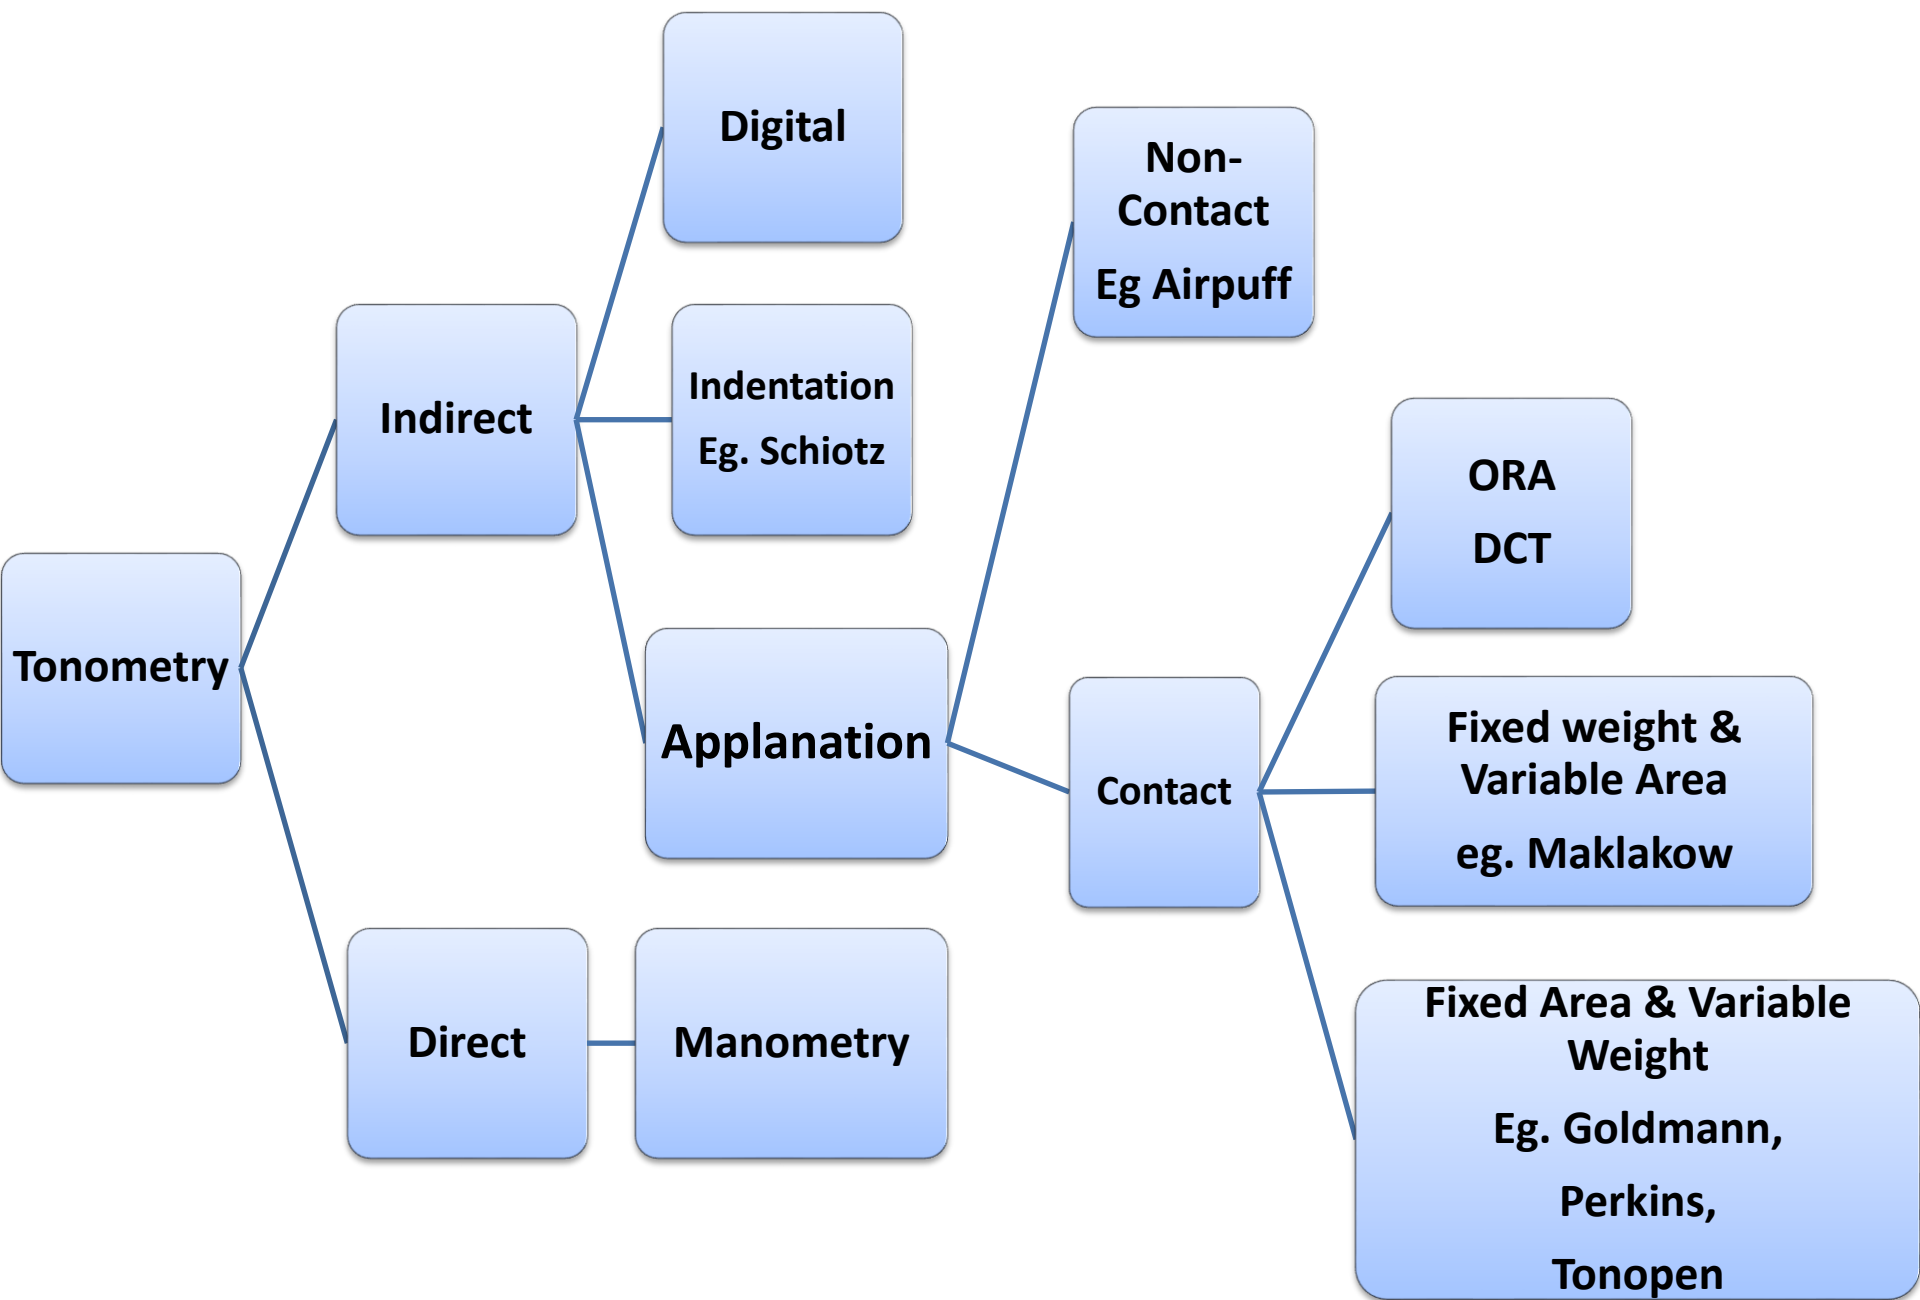 Tonometry
Indirect
Direct
Digital
Indentation
Eg. Schiotz
Applanation
Manometry
Non-
Contact
Eg Airpuff
Contact
ORA
DCT
Fixed weight &
Variable Area
eg. Maklakow
Fixed Area & Variable
Weight
Eg. Goldmann,
Perkins,
Tonopen